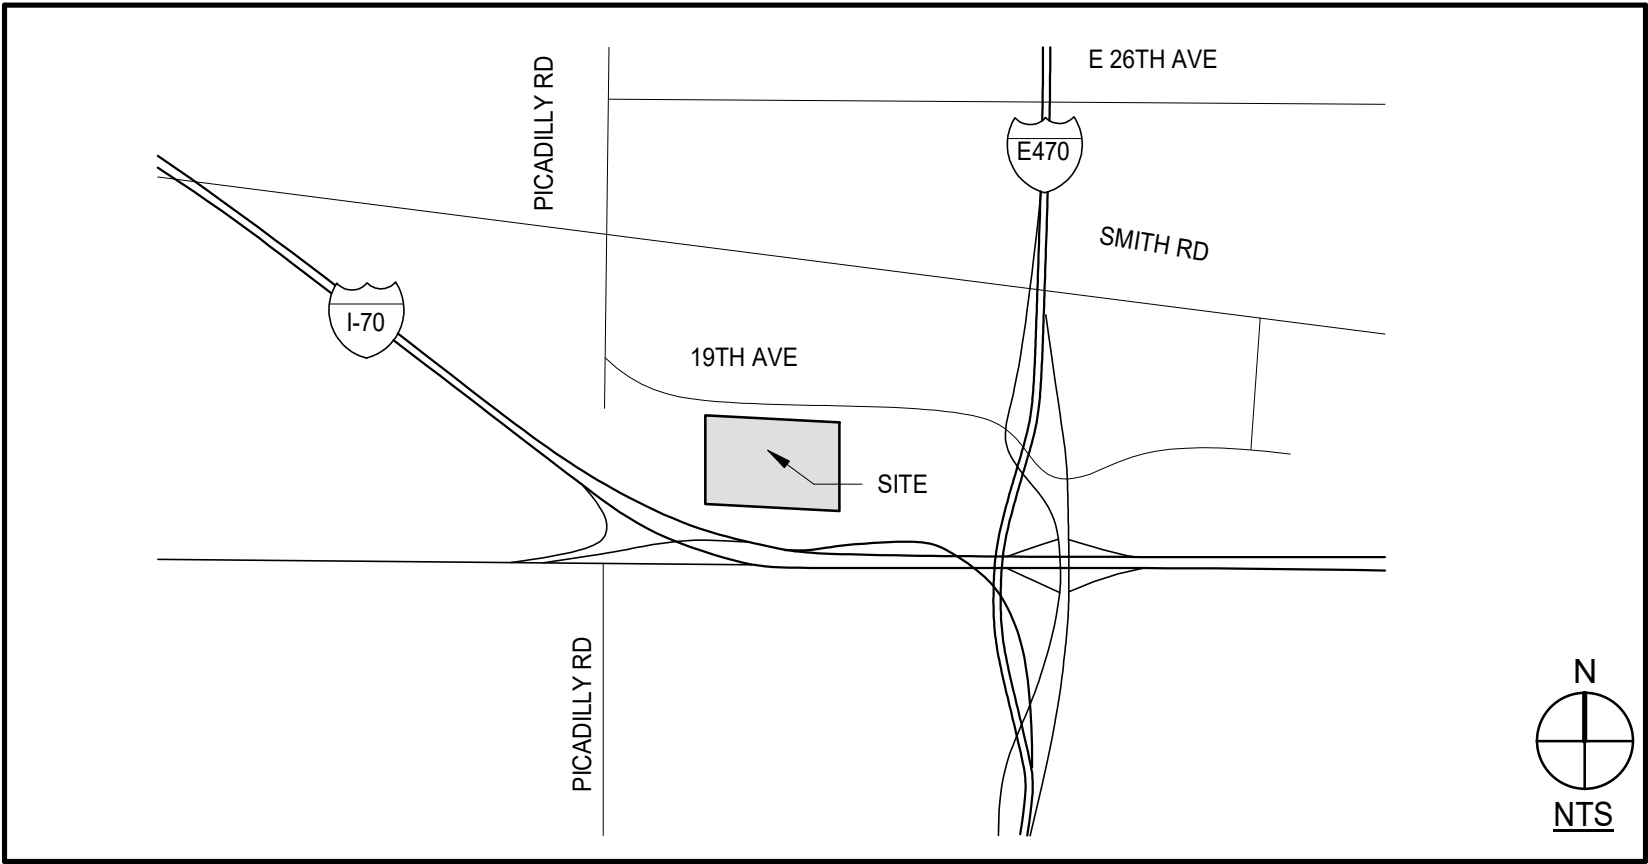 E 26TH AVE
PICADILLY RD
E470
SMITH RD
I-70
19TH AVE
SITE
PICADILLY RD
N
NTS